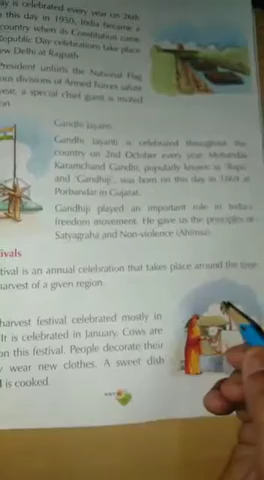 ay is celebrated every year on 26th
this day in 1950, India became a
country when its Constitution came
Republic Day celebrations take place
ew Delhi at Rajpath
President unfurls the National Flag
ous divisions of Armed Forces salute
year, a special chief guest is invited
on
Gandhi Jayanti
Gandhi Jayanti is celebrated throughout the
country on 2nd October every year. Mohandas
Karamchand Gandhi, popularly known as 'Bapu'
and 'Gandhiji', was born on this day in 1869 at
Porbandar in Gujarat.
Gandhiji played an important role in India's
freedom movement. He gave us the principles of
Satyagraha and Non-violence (Ahimsa).
ivals
tival is an annual celebration that takes place around the time
harvest of a given region.
harvest festival celebrated mostly in
It is celebrated in January. Cows are
on this festival. People decorate their
wear new clothes. A sweet dish
is cooked.